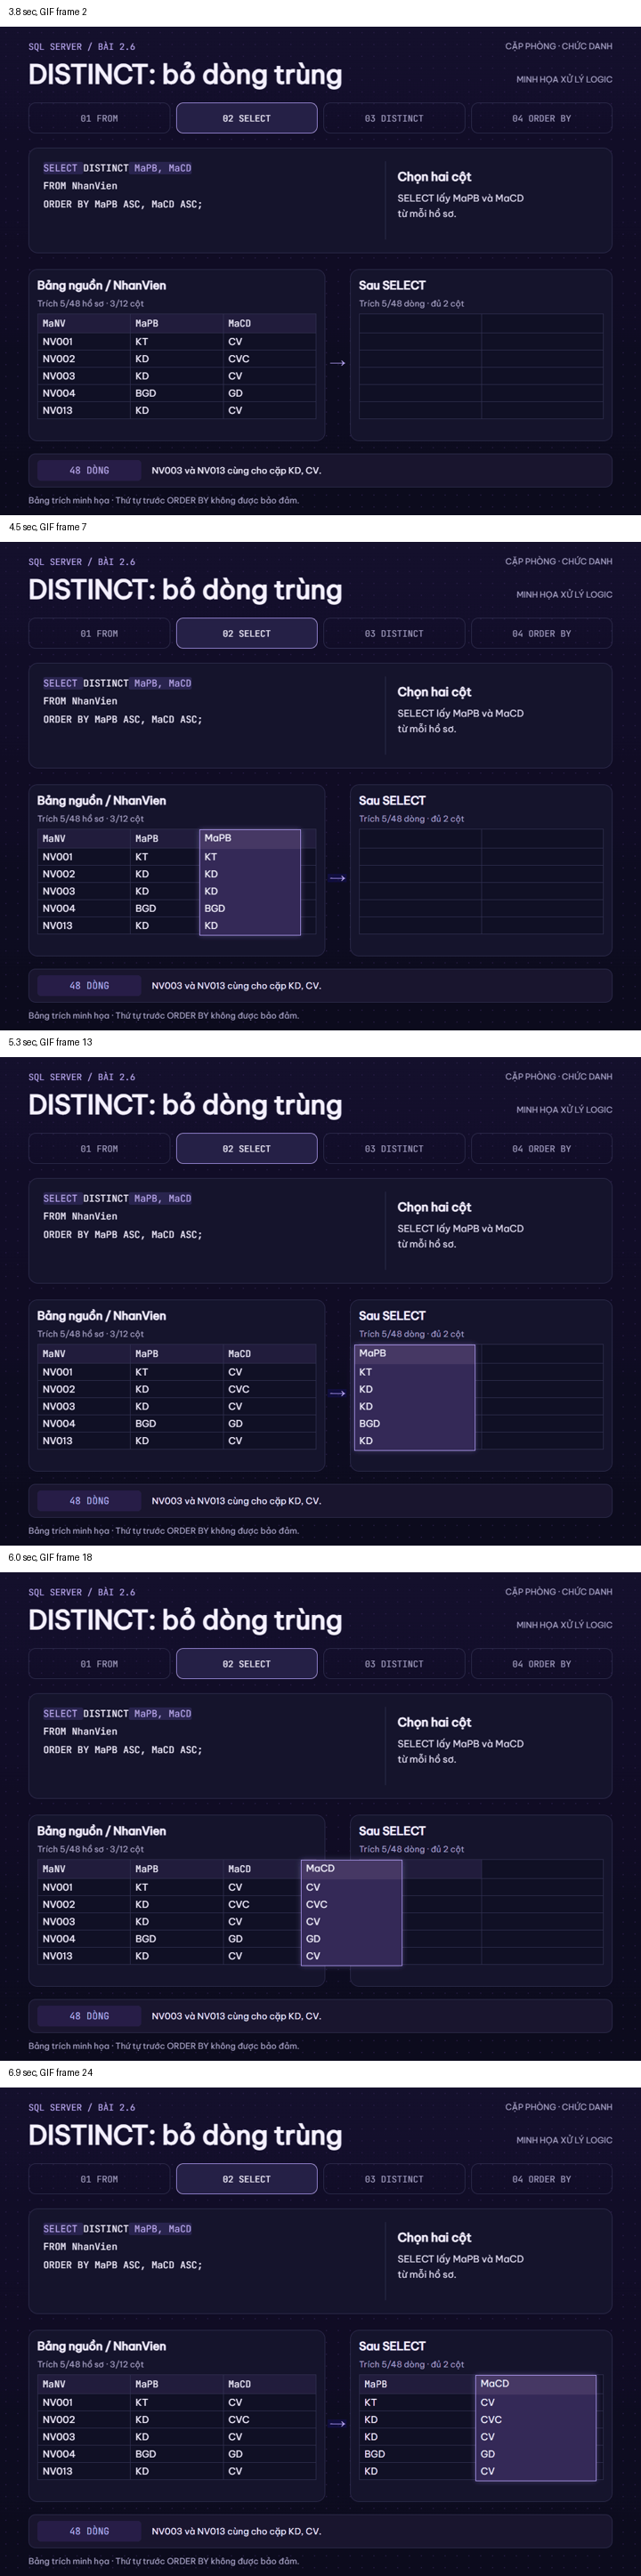 3.8 sec, GIF frame 2
SQL SERVER / BÀI 2.6
CẶP PHÒNG · CHỨC DANH
DISTINCT: bỏ dòng trùng
MINH HỌA XỬ LÝ LOGIC
01 FROM 02 SELECT 03 DISTINCT 04 ORDER BY
SELECT DISTINCT MaPB, MaCD
FROM NhanVien
ORDER BY MaPB ASC, MaCD ASC;
Chọn hai cột
SELECT lấy MaPB và MaCD
từ mỗi hồ sơ.
Bảng nguồn / NhanVien
Trích 5/48 hồ sơ · 3/12 cột
MaNV MaPB MaCD
NV001 KT CV
NV002 KD CVC
NV003 KD CV
NV004 BGD GD
NV013 KD CV
→
Sau SELECT
Trích 5/48 dòng · đủ 2 cột
48 DÒNG NV003 và NV013 cùng cho cặp KD, CV.
Bảng trích minh họa · Thứ tự trước ORDER BY không được bảo đảm.
4.5 sec, GIF frame 7
SQL SERVER / BÀI 2.6
CẶP PHÒNG · CHỨC DANH
DISTINCT: bỏ dòng trùng
MINH HỌA XỬ LÝ LOGIC
01 FROM 02 SELECT 03 DISTINCT 04 ORDER BY
SELECT DISTINCT MaPB, MaCD
FROM NhanVien
ORDER BY MaPB ASC, MaCD ASC;
Chọn hai cột
SELECT lấy MaPB và MaCD
từ mỗi hồ sơ.
Bảng nguồn / NhanVien
Trích 5/48 hồ sơ · 3/12 cột
MaNV MaPB MaPB
NV001 KT KT
NV002 KD KD
NV003 KD KD
NV004 BGD BGD
NV013 KD KD
→
Sau SELECT
Trích 5/48 dòng · đủ 2 cột
48 DÒNG NV003 và NV013 cùng cho cặp KD, CV.
Bảng trích minh họa · Thứ tự trước ORDER BY không được bảo đảm.
5.3 sec, GIF frame 13
SQL SERVER / BÀI 2.6
CẶP PHÒNG · CHỨC DANH
DISTINCT: bỏ dòng trùng
MINH HỌA XỬ LÝ LOGIC
01 FROM 02 SELECT 03 DISTINCT 04 ORDER BY
SELECT DISTINCT MaPB, MaCD
FROM NhanVien
ORDER BY MaPB ASC, MaCD ASC;
Chọn hai cột
SELECT lấy MaPB và MaCD
từ mỗi hồ sơ.
Bảng nguồn / NhanVien
Trích 5/48 hồ sơ · 3/12 cột
MaNV MaPB MaCD
NV001 KT CV
NV002 KD CVC
NV003 KD CV
NV004 BGD GD
NV013 KD CV
→
Sau SELECT
Trích 5/48 dòng · đủ 2 cột
MaPB
KT
KD
KD
BGD
KD
48 DÒNG NV003 và NV013 cùng cho cặp KD, CV.
Bảng trích minh họa · Thứ tự trước ORDER BY không được bảo đảm.
6.0 sec, GIF frame 18
SQL SERVER / BÀI 2.6
CẶP PHÒNG · CHỨC DANH
DISTINCT: bỏ dòng trùng
MINH HỌA XỬ LÝ LOGIC
01 FROM 02 SELECT 03 DISTINCT 04 ORDER BY
SELECT DISTINCT MaPB, MaCD
FROM NhanVien
ORDER BY MaPB ASC, MaCD ASC;
Chọn hai cột
SELECT lấy MaPB và MaCD
từ mỗi hồ sơ.
Bảng nguồn / NhanVien
Trích 5/48 hồ sơ · 3/12 cột
Sau SELECT
Trích 5/48 dòng · đủ 2 cột
MaNV MaPB MaCD MaCD
NV001 KT CV CV
NV002 KD CVC CVC
NV003 KD CV CV
NV004 BGD GD GD
NV013 KD CV CV
48 DÒNG NV003 và NV013 cùng cho cặp KD, CV.
Bảng trích minh họa · Thứ tự trước ORDER BY không được bảo đảm.
6.9 sec, GIF frame 24
SQL SERVER / BÀI 2.6
CẶP PHÒNG · CHỨC DANH
DISTINCT: bỏ dòng trùng
MINH HỌA XỬ LÝ LOGIC
01 FROM 02 SELECT 03 DISTINCT 04 ORDER BY
SELECT DISTINCT MaPB, MaCD
FROM NhanVien
ORDER BY MaPB ASC, MaCD ASC;
Chọn hai cột
SELECT lấy MaPB và MaCD
từ mỗi hồ sơ.
Bảng nguồn / NhanVien
Trích 5/48 hồ sơ · 3/12 cột
MaNV MaPB MaCD
NV001 KT CV
NV002 KD CVC
NV003 KD CV
NV004 BGD GD
NV013 KD CV
→
Sau SELECT
Trích 5/48 dòng · đủ 2 cột
MaPB MaCD
KT CV
KD CVC
KD CV
BGD GD
KD CV
48 DÒNG NV003 và NV013 cùng cho cặp KD, CV.
Bảng trích minh họa · Thứ tự trước ORDER BY không được bảo đảm.